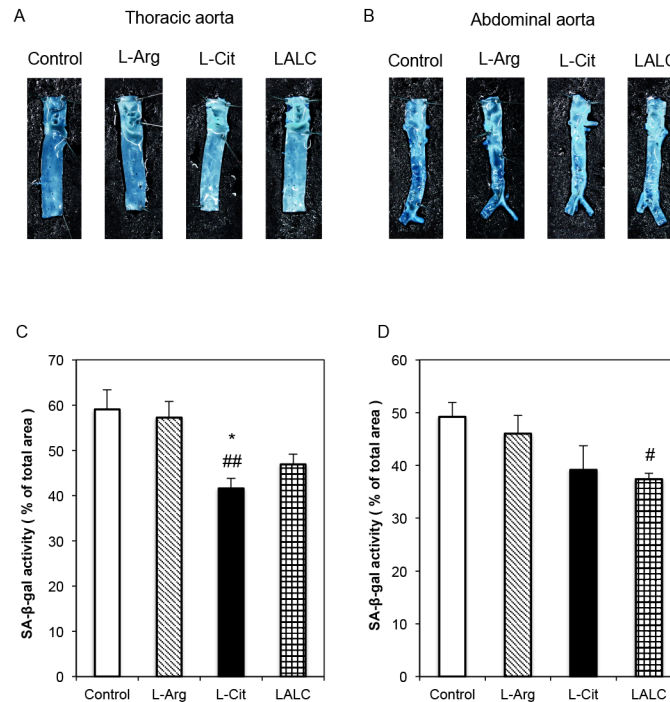 A
Thoracic aorta
Control L-Arg L-Cit LALC
B
Abdominal aorta
Control L-Arg L-Cit LALC
C
SA-β-gal activity ( % of total area )
70
60
50
40
30
20
10
0
*
##
Control L-Arg L-Cit LALC
D
SA-β-gal activity ( % of total area )
60
50
40
30
20
10
0
#
Control L-Arg L-Cit LALC